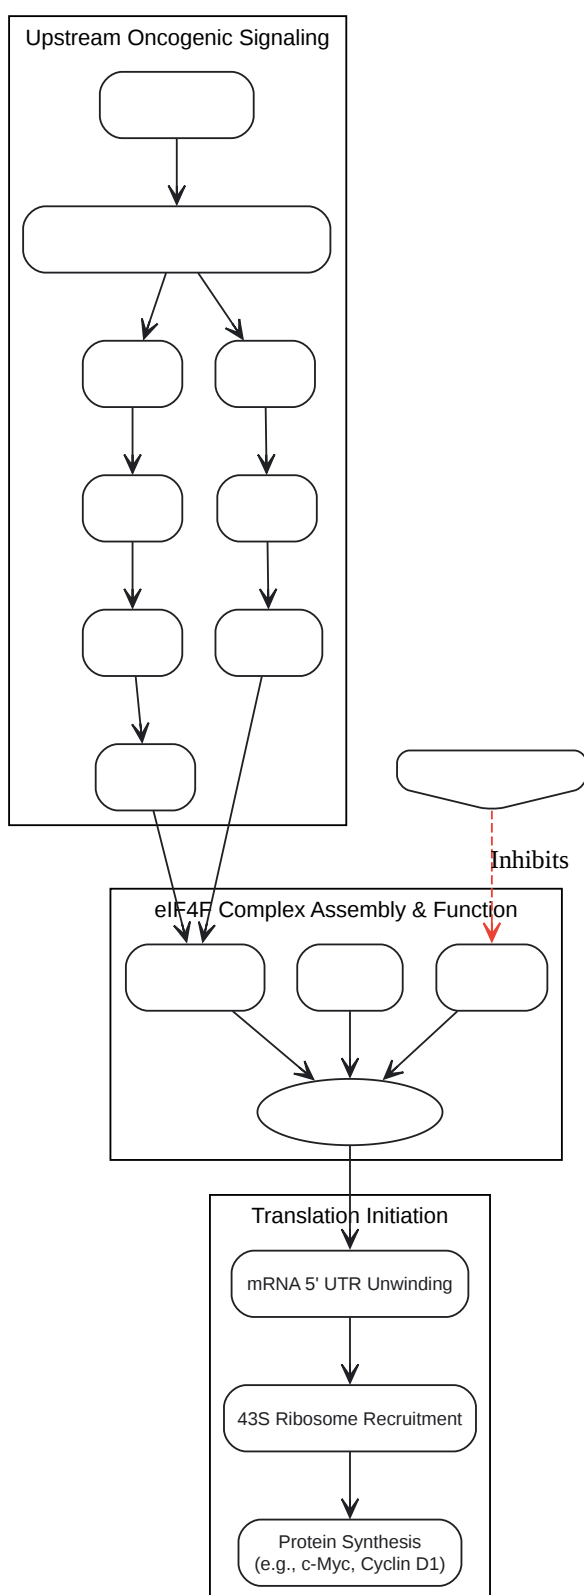 Upstream Oncogenic Signaling
Inhibits
eIF4F Complex Assembly & Function
Translation Initiation
mRNA 5' UTR Unwinding
43S Ribosome Recruitment
Protein Synthesis
(e.g., c-Myc, Cyclin D1)